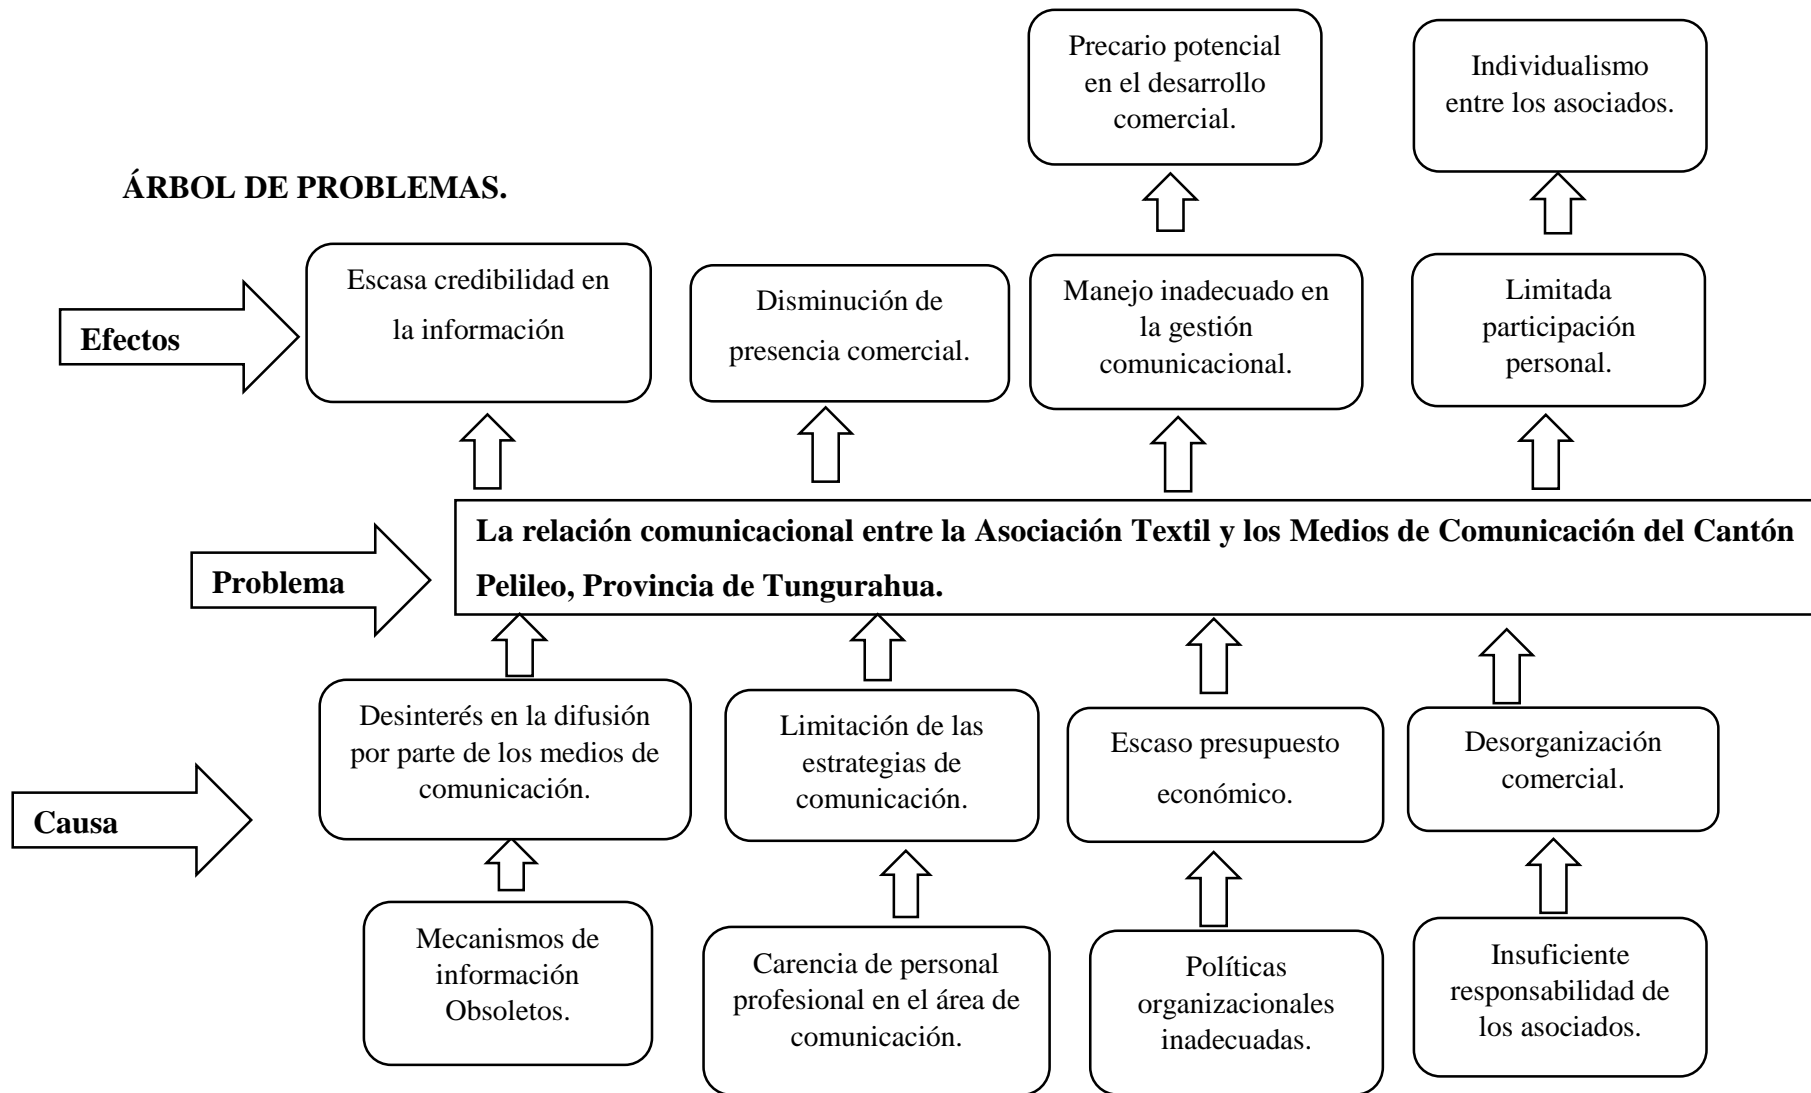 Precario potencial
en el desarrollo
comercial.
Individualismo
entre los asociados.
ÁRBOL DE PROBLEMAS.
Efectos
Escasa credibilidad en
la información
Disminución de
presencia comercial.
Manejo inadecuado en
la gestión
comunicacional.
Limitada
participación
personal.
Problema
La relación comunicacional entre la Asociación Textil y los Medios de Comunicación del Cantón
Pelileo, Provincia de Tungurahua.
Causa
Desinterés en la difusión
por parte de los medios de
comunicación.
Limitación de las
estrategias de
comunicación.
Escaso presupuesto
económico.
Desorganización
comercial.
Mecanismos de
información
Obsoletos.
Carencia de personal
profesional en el área de
comunicación.
Políticas
organizacionales
inadecuadas.
Insuficiente
responsabilidad de
los asociados.